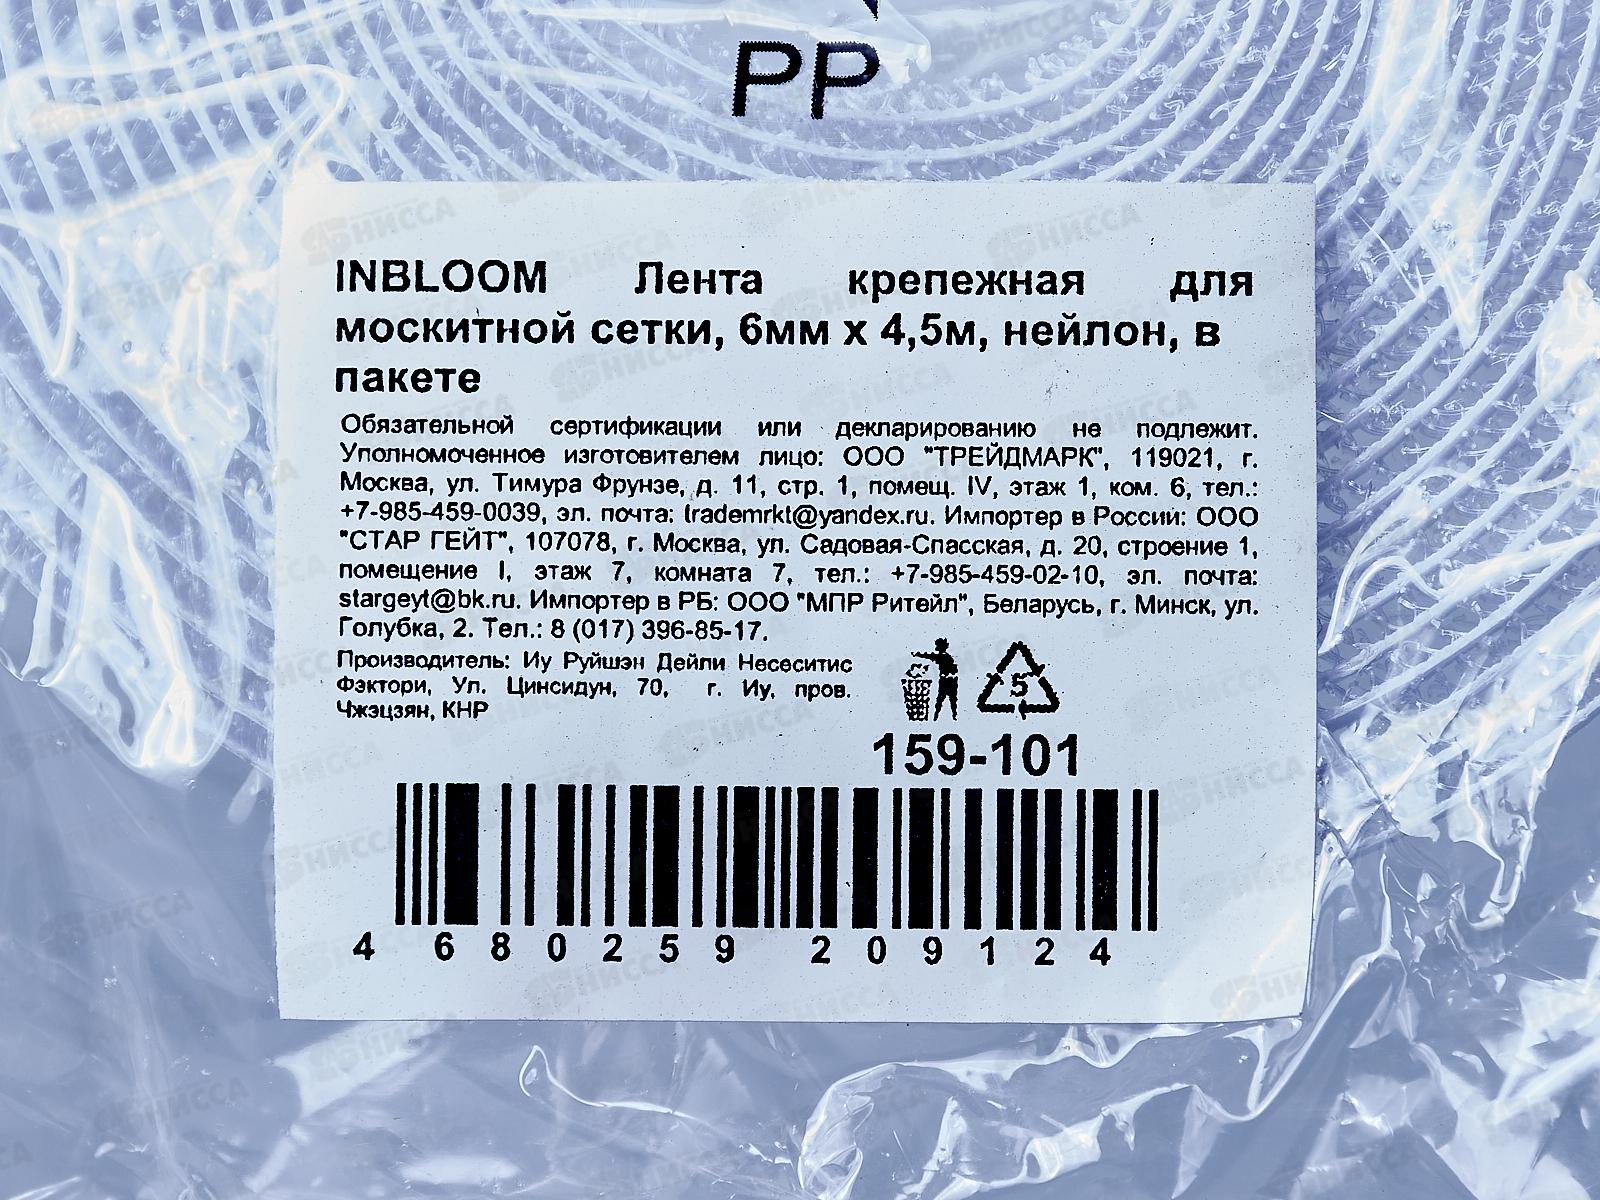 PP
INBLOOM Лента крепежная для
москитной сетки, 6мм х 4,5м, нейлон, в
пакете
Обязательной сертификации или декларированию не подлежит.
Уполномоченное изготовителем лицо: ООО "ТРЕЙДМАРК", 119021, г.
Москва, ул. Тимура Фрунзе, д. 11, стр. 1, помещ. IV, этаж 1, ком. 6, тел.:
+7-985-459-0039, эл. почта: trademrkt@yandex.ru. Импортер в России: ООО
"СТАР ГЕЙТ", 107078, г. Москва, ул. Садовая-Спасская, д. 20, строение 1,
помещение I, этаж 7, комната 7, тел.: +7-985-459-02-10, эл. почта:
stargeyt@bk.ru. Импортер в РБ: ООО "МПР Ритейл", Беларусь, г. Минск, ул.
Голубка, 2. Тел.: 8 (017) 396-85-17.
Производитель: Иу Руйшэн Дейли Несеситис
Фэктори, Ул. Цинсидун, 70, г. Иу, пров.
Чжэцзян, КНР
5
159-101
4 680259 209124
НИССА